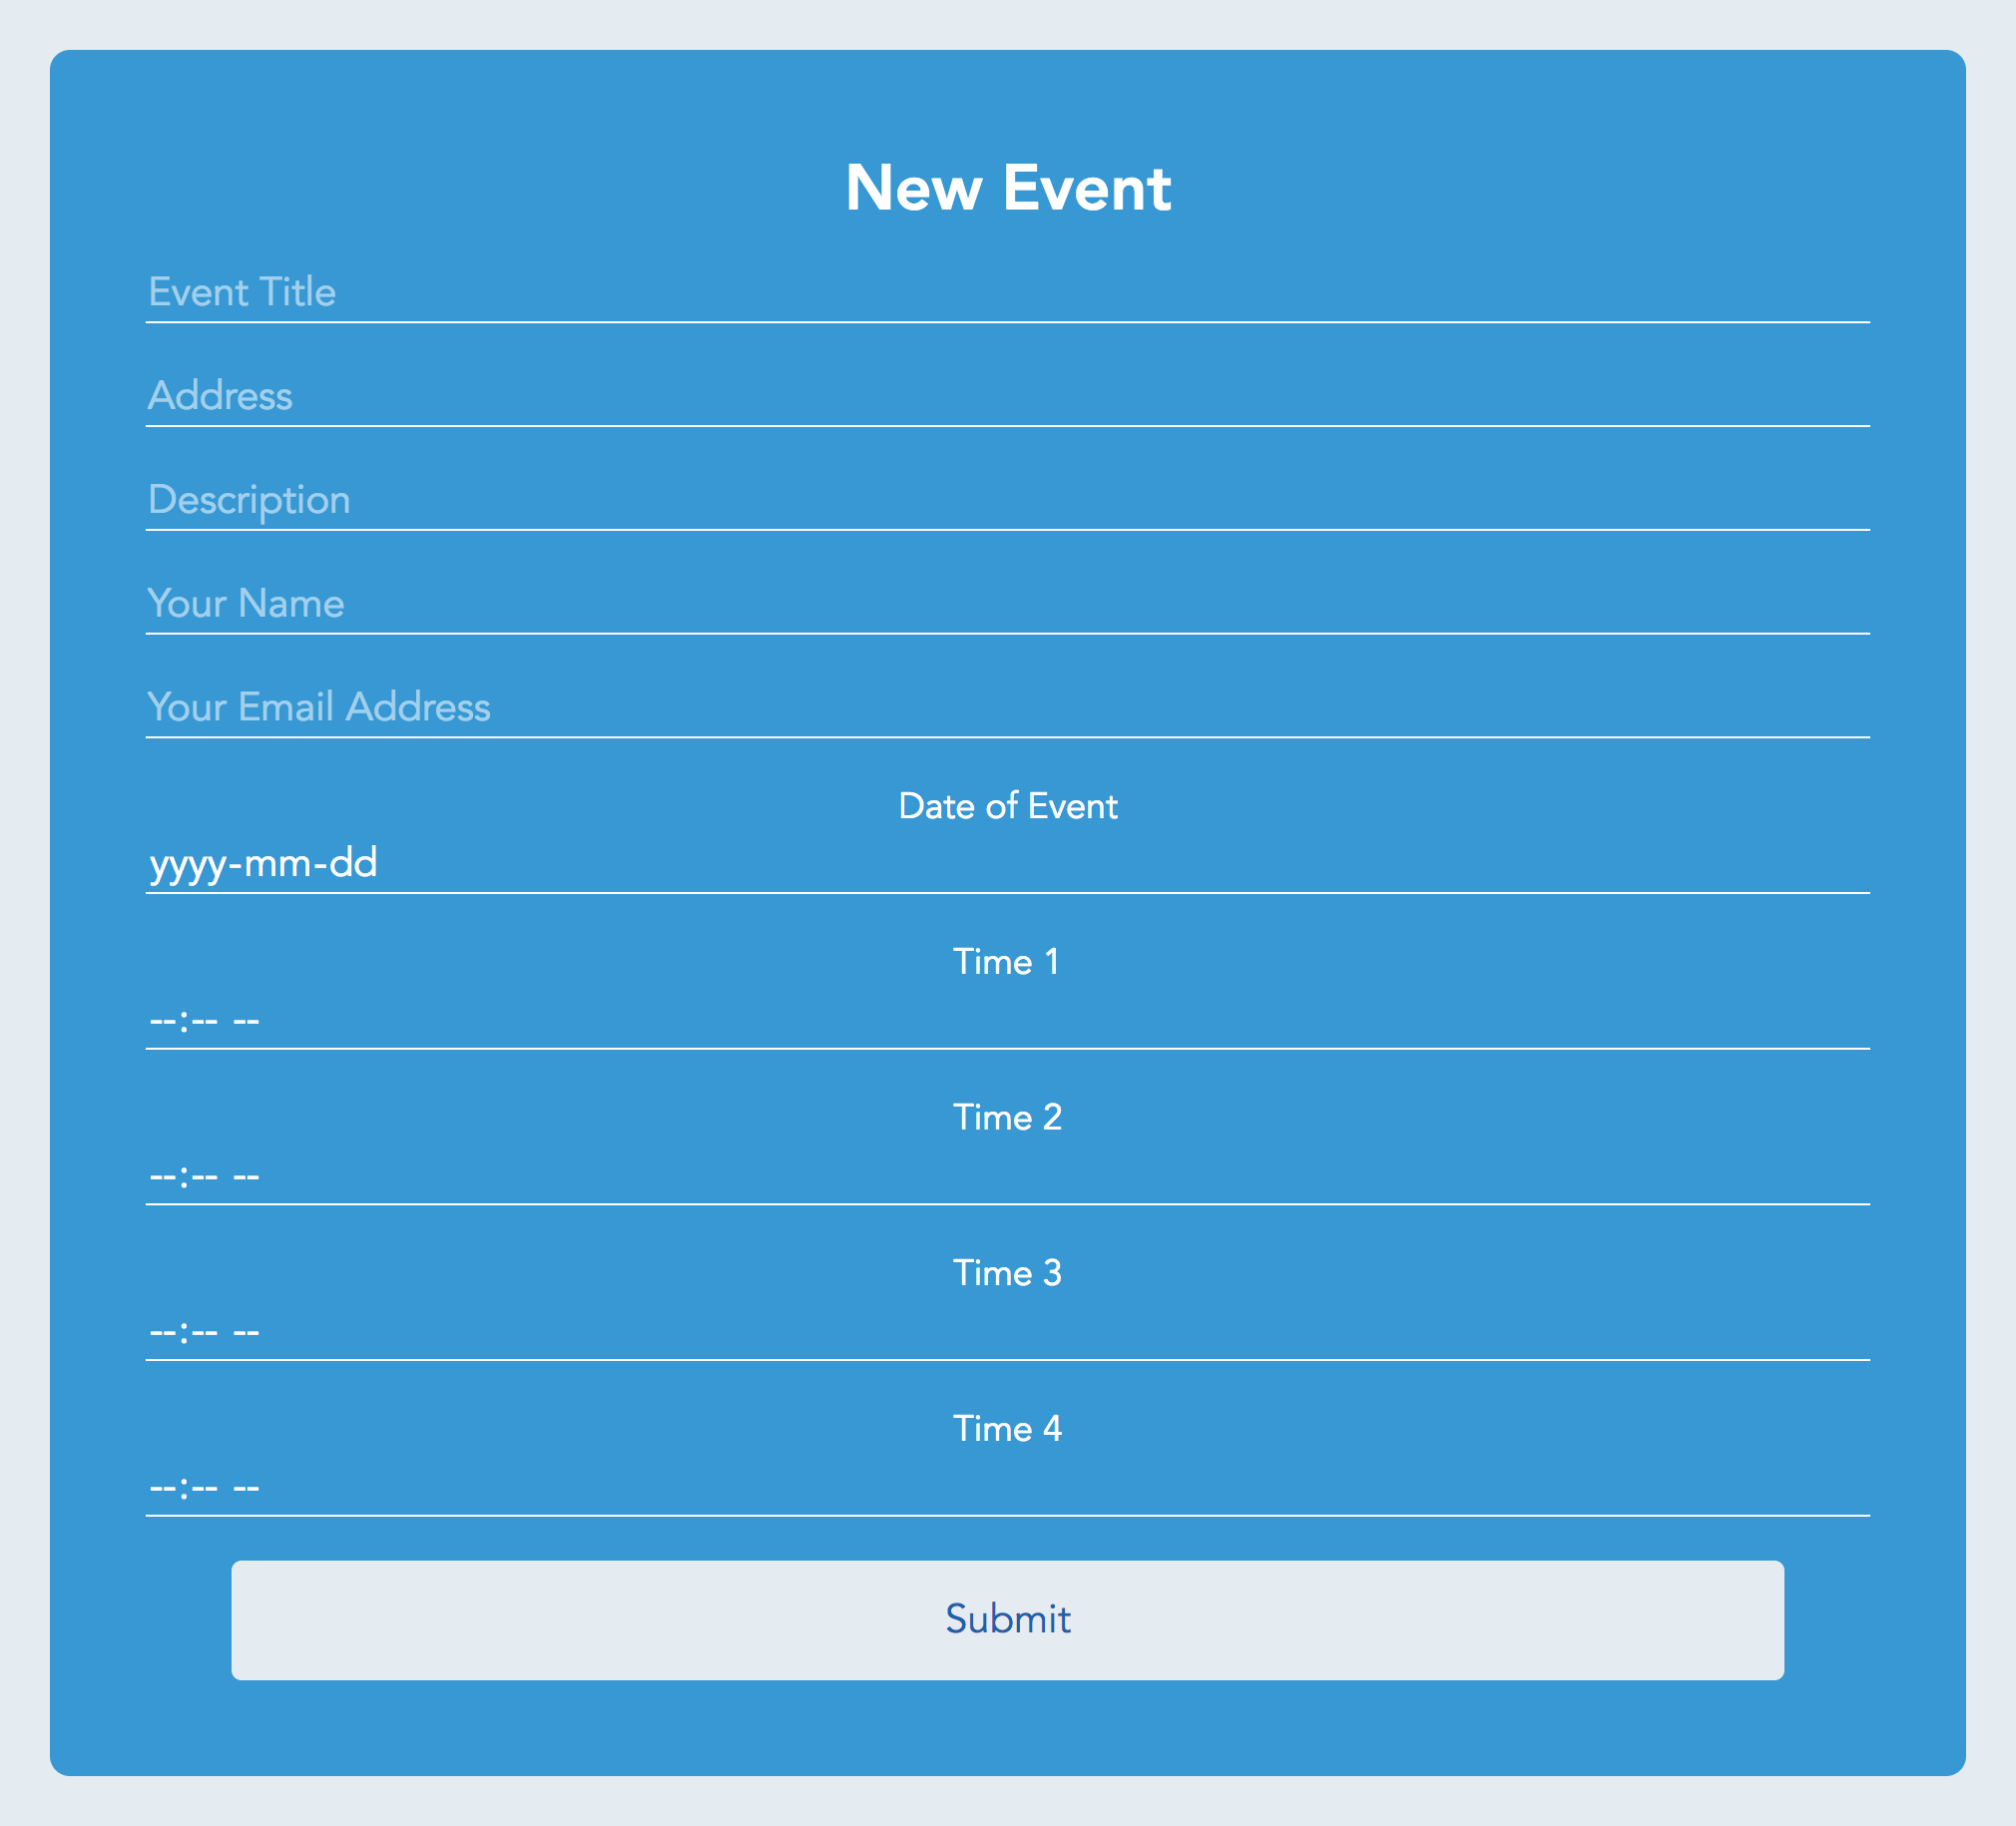 New Event
Event Title
Address
Description
Your Name
Your Email Address
Date of Event
yyyy-mm-dd
Time 1
--:-- --
Time 2
--:-- --
Time 3
--:-- --
Time 4
--:-- --
Submit